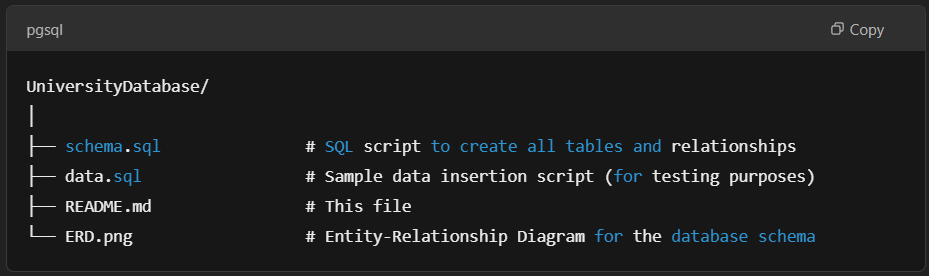 pgsql
Copy
UniversityDatabase/
│
├── schema.sql # SQL script to create all tables and relationships
├── data.sql # Sample data insertion script (for testing purposes)
├── README.md # This file
└── ERD.png # Entity-Relationship Diagram for the database schema